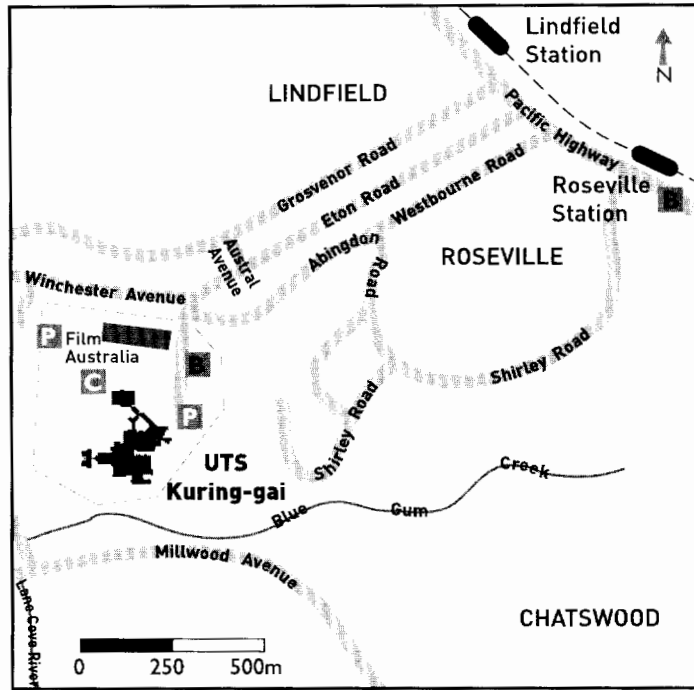 Lindfield
Station
N
LINDFIELD
Pacific Highway
Grosvenor Road
Eton Road
Westbourne Road
Roseville
Station
B
Austral
Avenue
Abingdon
Road
ROSEVILLE
Winchester Avenue
P
Film
Australia
B
C
P
Shirley Road
Shirley Road
UTS
Kuring-gai
Blue Gum Creek
Millwood Avenue
Lane Cove River
CHATSWOOD
0 250 500m